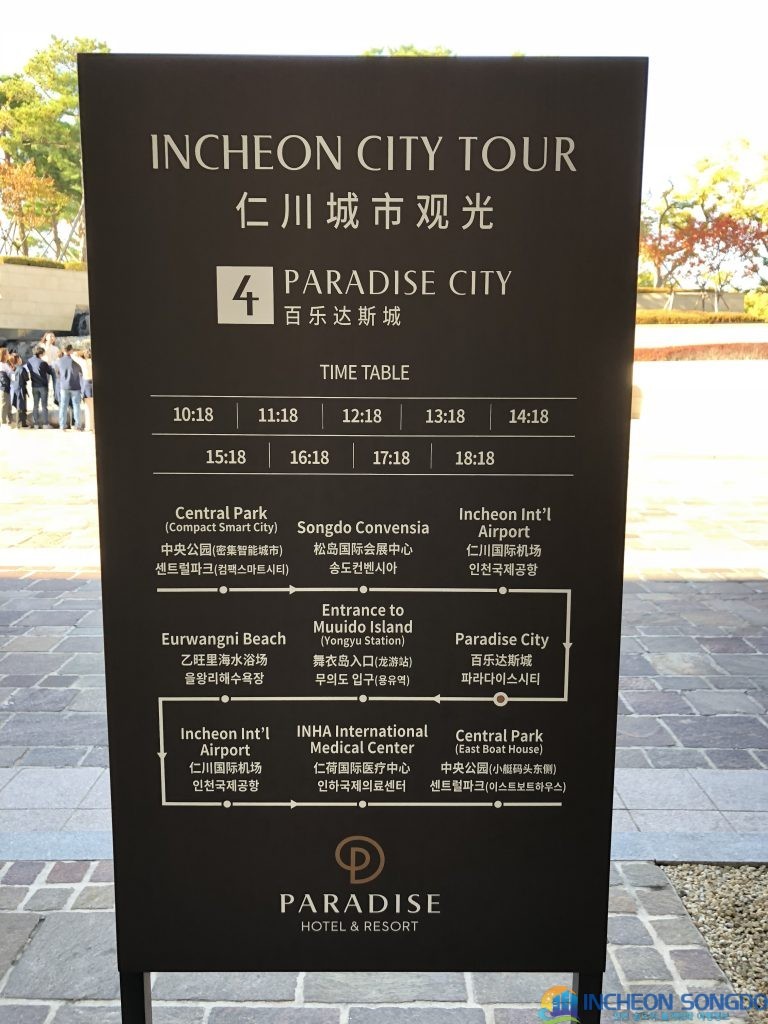 INCHEON CITY TOUR
仁川城市观光
4 PARADISE CITY
百乐达斯城
TIME TABLE
10:18 11:18 12:18 13:18 14:18
15:18 16:18 17:18 18:18
Central Park
(Compact Smart City)
中央公园(密集智能城市)
센트럴파크(컴팩스마트시티)
Songdo Convensia
松岛国际会展中心
송도컨벤시아
Incheon Int'l
Airport
仁川国际机场
인천국제공항
Eurwangni Beach
乙旺里海水浴场
을왕리해수욕장
Entrance to
Muuido Island
(Yongyu Station)
舞衣岛入口(龙游站)
무의도 입구(용유역)
Paradise City
百乐达斯城
파라다이스시티
Incheon Int'l
Airport
仁川国际机场
인천국제공항
INHA International
Medical Center
仁荷国际医疗中心
인하국제의료센터
Central Park
(East Boat House)
中央公园(小艇码头东侧)
센트럴파크(이스트보트하우스)
PARADISE
HOTEL & RESORT
INCHEON SONGDO